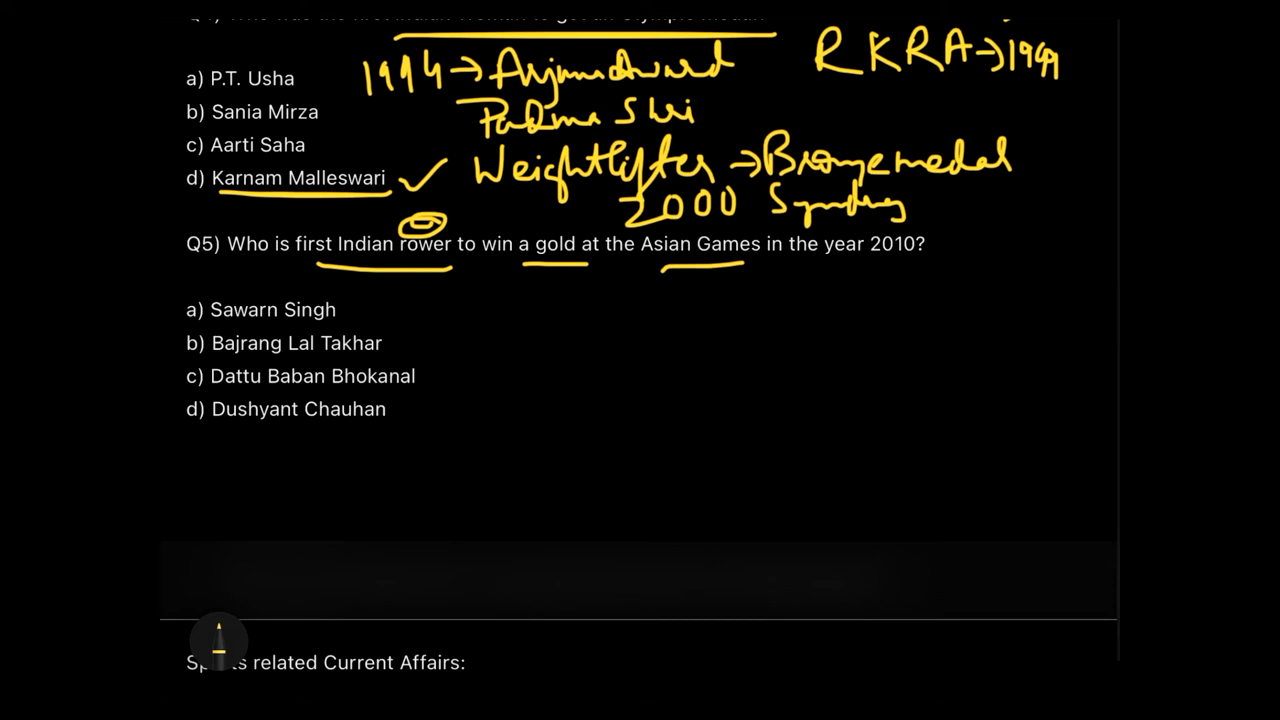 RKRA→1999
1994→Arjuna Award
a) P.T. Usha
Padma Shri
b) Sania Mirza
c) Aarti Saha
Weightlifter →Bronze medal
d) Karnam Malleswari
2000 Sydney
Q5) Who is first Indian rower to win a gold at the Asian Games in the year 2010?
a) Sawarn Singh
b) Bajrang Lal Takhar
c) Dattu Baban Bhokanal
d) Dushyant Chauhan
related Current Affairs: